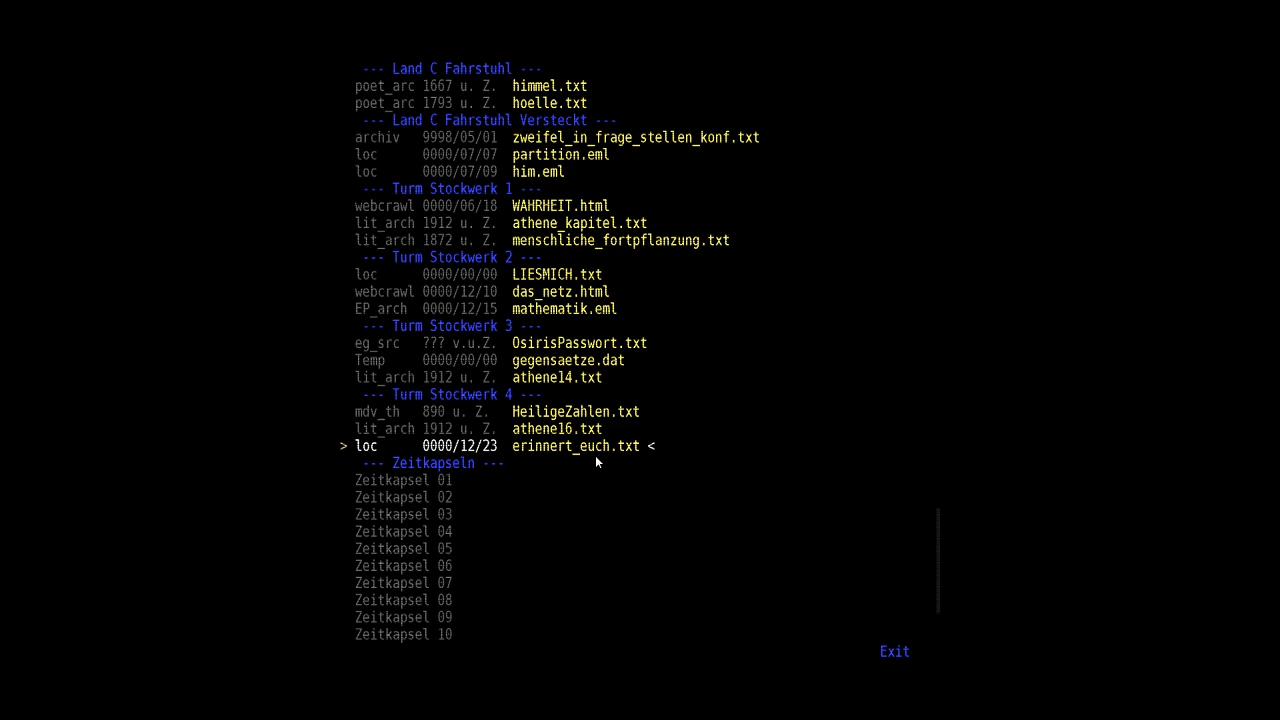 --- Land C Fahrstuhl ---
poet_arc 1667 u. Z. himmel.txt
poet_arc 1793 u. Z. hoelle.txt
--- Land C Fahrstuhl Versteckt ---
archiv 9998/05/01 zweifel_in_frage_stellen_konf.txt
loc 0000/07/07 partition.eml
loc 0000/07/09 him.eml
--- Turm Stockwerk 1 ---
webcrawl 0000/06/18 WAHRHEIT.html
lit_arch 1912 u. Z. athene_kapitel.txt
lit_arch 1872 u. Z. menschliche_fortpflanzung.txt
--- Turm Stockwerk 2 ---
loc 0000/00/00 LIESMICH.txt
webcrawl 0000/12/10 das_netz.html
EP_arch 0000/12/15 mathematik.eml
--- Turm Stockwerk 3 ---
eg_src ??? v.u.Z. OsirisPasswort.txt
Temp 0000/00/00 gegensaetze.dat
lit_arch 1912 u. Z. athene14.txt
--- Turm Stockwerk 4 ---
mdv_th 890 u. Z. HeiligeZahlen.txt
lit_arch 1912 u. Z. athene16.txt
> loc 0000/12/23 erinnert_euch.txt <
--- Zeitkapseln ---
Zeitkapsel 01
Zeitkapsel 02
Zeitkapsel 03
Zeitkapsel 04
Zeitkapsel 05
Zeitkapsel 06
Zeitkapsel 07
Zeitkapsel 08
Zeitkapsel 09
Zeitkapsel 10
Exit